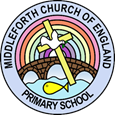 MIDDLEFORTH CHURCH OF ENGLAND
PRIMARY SCHOOL